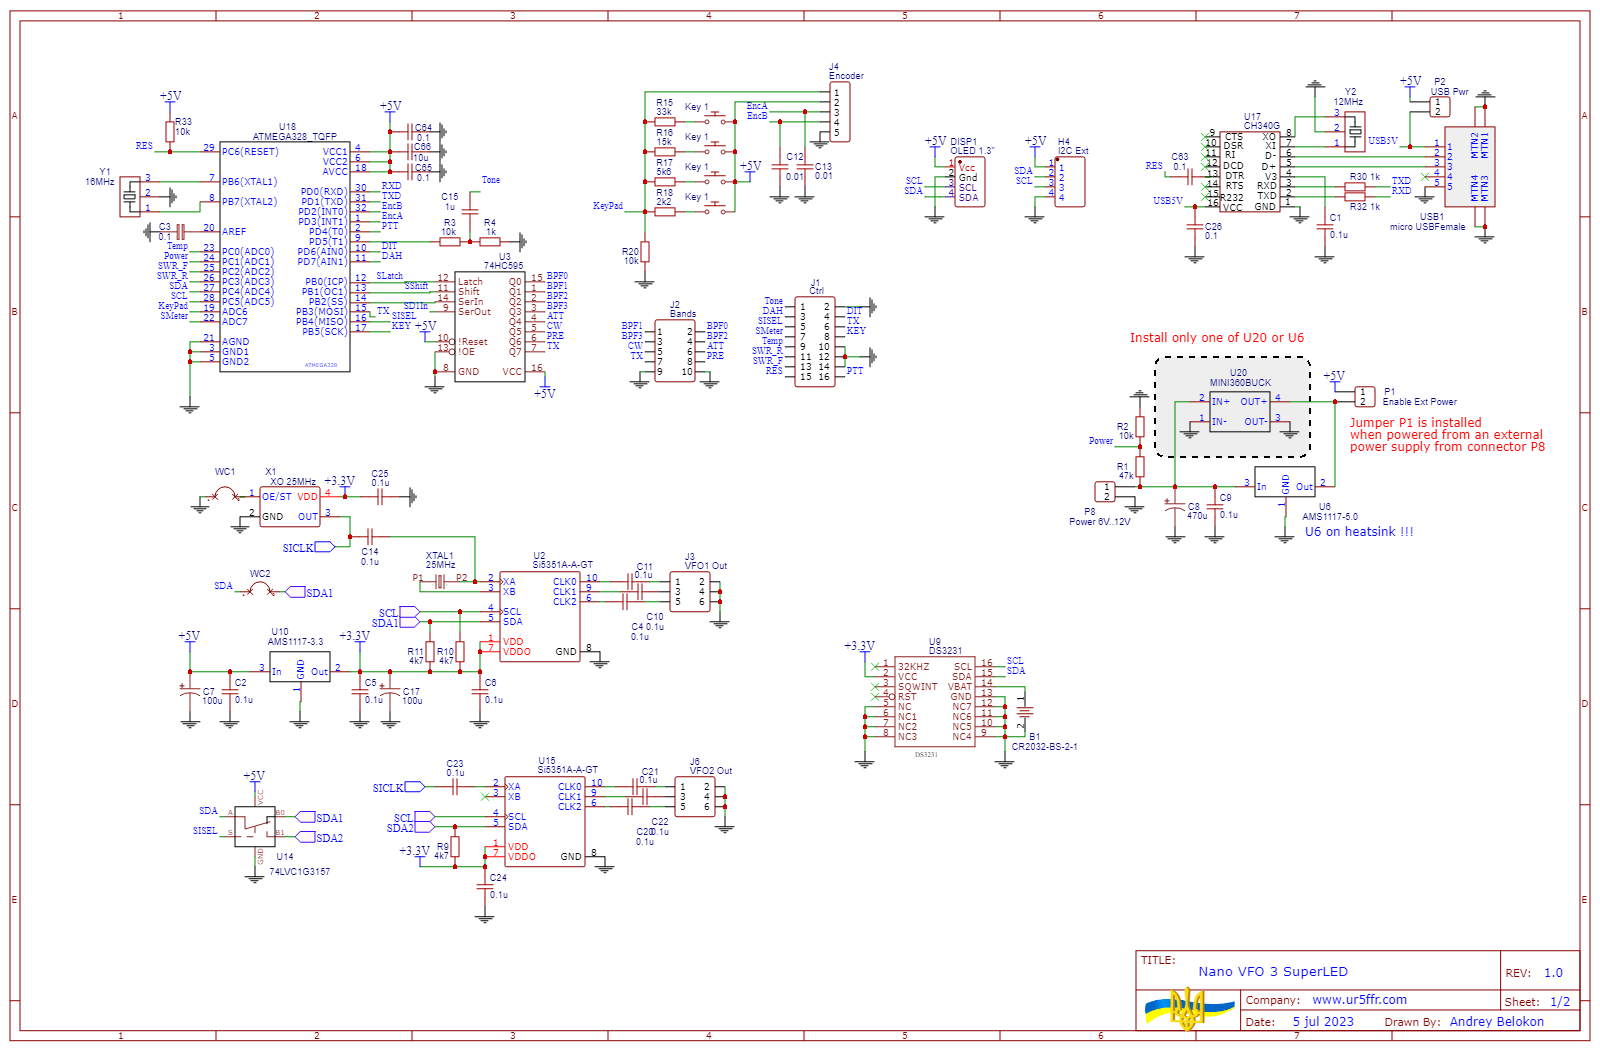 1 2 3 4 5 6 7
A
+5V
R33
10k
RES
U18
ATMEGA328_TQFP
29 PC6(RESET)
Y1
16MHz
3
2
1
7 PB6(XTAL1)
8 PB7(XTAL2)
C3
0.1
20 AREF
Temp 23 PC0(ADC0)
Power 24 PC1(ADC1)
SWR_F 25 PC2(ADC2)
SWR_R 26 PC3(ADC3)
SDA 27 PC4(ADC4)
SCL 28 PC5(ADC5)
KeyPad 19 ADC6
SMeter 22 ADC7
21 AGND
3 GND1
5 GND2
ATMEGA328
VCC1 4
VCC2 6
AVCC 18
PD0(RXD) 30 RXD
PD1(TXD) 31 TXD
PD2(INT0) 32 EncB
PD3(INT1) 1 EncA
PD4(T0) 2 PTT
PD5(T1) 9
PD6(AIN0) 10 DIT
PD7(AIN1) 11 DAH
PB0(ICP) 12 SLatch
PB1(OC1) 13 SShift
PB2(SS) 14 SD1In
PB3(MOSI) 15 TX
PB4(MISO) 16 SISEL
PB5(SCK) 17 KEY
+5V
C64
0.1
C66
10u
C65
0.1
Tone
C15
1u
R3
10k
R4
1k
U3
74HC595
12 Latch
11 Shift
14 SerIn
9 SerOut
+5V
10 !Reset
13 !OE
8 GND
Q0 15 BPF0
Q1 1 BPF1
Q2 2 BPF2
Q3 3 BPF3
Q4 4 ATT
Q5 5 CW
Q6 6 PRE
Q7 7 TX
VCC 16
+5V
J4
Encoder
1
2
3
4
5
EncA
EncB
R15
33k
Key 1
R16
15k
Key 1
R17
5k6
Key 1
R18
2k2
Key 1
+5V
KeyPad
R20
10k
C12
0.01
C13
0.01
J2
Bands
BPF1 1 2 BPF0
BPF3 3 4 BPF2
CW 5 6 ATT
TX 7 8 PRE
9 10
J1
Ctrl
Tone 1 2
DAH 3 4 DIT
SISEL 5 6 TX
SMeter 7 8 KEY
Temp 9 10
SWR_R 11 12
SWR_F 13 14
RES 15 16 PTT
+5V
DISP1
OLED 1.3"
1 Vcc
2 Gnd
SCL 3 SCL
SDA 4 SDA
+5V
H4
I2C Ext
1
SDA 2
SCL 3
4
U17
CH340G
9 CTS
10 DSR
11 RI
12 DCD
13 DTR
14 RTS
15 R232
16 VCC
XO 8
XI 7
D- 6
D+ 5
V3 4
RXD 3
TXD 2
GND 1
RES
C63
0.1
USB5V
C26
0.1
C1
0.1u
Y2
12MHz
3
2
1
R30 1k TXD
R32 1k RXD
USB5V
+5V
P2
USB Pwr
1
2
1
2
3
4
5
MTN2
MTN1
MTN4
MTN3
USB1
micro USBFemale
B
Install only one of U20 or U6
U20
MINI360BUCK
2 IN+ OUT+ 4
1 IN- OUT- 3
+5V
P1
1
2
Enable Ext Power
Jumper P1 is installed
when powered from an external
power supply from connector P8
R2
10k
Power
R1
47k
P8
1
2
Power 6V..12V
C8
470u
C9
0.1u
3 In GND Out 2
1
U6
AMS1117-5.0
U6 on heatsink !!!
C
WC1
X1
XO 25MHz
1 OE/ST VDD 4
2 GND OUT 3
+3.3V
C25
0.1u
SICLK
C14
0.1u
WC2
SDA SDA1
XTAL1
25MHz
P1 P2
U2
Si5351A-A-GT
2 XA
3 XB
4 SCL
5 SDA
1 VDD
7 VDDO
CLK0 10
CLK1 9
CLK2 6
GND 8
SCL
SDA1
C11
0.1u
C10
0.1u
C4
0.1u
J3
VFO1 Out
1 2
3 4
5 6
R11
4k7
R10
4k7
+5V
U10
AMS1117-3.3
3 In GND Out 2
1
+3.3V
C7
100u
C2
0.1u
C5
0.1u
C17
100u
C6
0.1u
D
+3.3V
U9
DS3231
1 32KHZ
2 VCC
3 SQWINT
4 RST
5 NC
6 NC1
7 NC2
8 NC3
SCL 16 SCL
SDA 15 SDA
VBAT 14
GND 13
NC7 12
NC6 11
NC5 10
NC4 9
DS3231
1
2
B1
CR2032-BS-2-1
+5V
VCC
SDA A B0 SDA1
SISEL S B1 SDA2
GND
U14
74LVC1G3157
C23
0.1u
SICLK
U15
Si5351A-A-GT
2 XA
3 XB
4 SCL
5 SDA
1 VDD
7 VDDO
CLK0 10
CLK1 9
CLK2 6
GND 8
SCL
SDA2
+3.3V
R9
4k7
C24
0.1u
C21
0.1u
C22
0.1u
C20
0.1u
J6
VFO2 Out
1 2
3 4
5 6
E
TITLE:
Nano VFO 3 SuperLED
REV: 1.0
Company: www.ur5ffr.com
Sheet: 1/2
Date: 5 jul 2023 Drawn By: Andrey Belokon
1 2 3 4 5 6 7
A
B
C
D
E